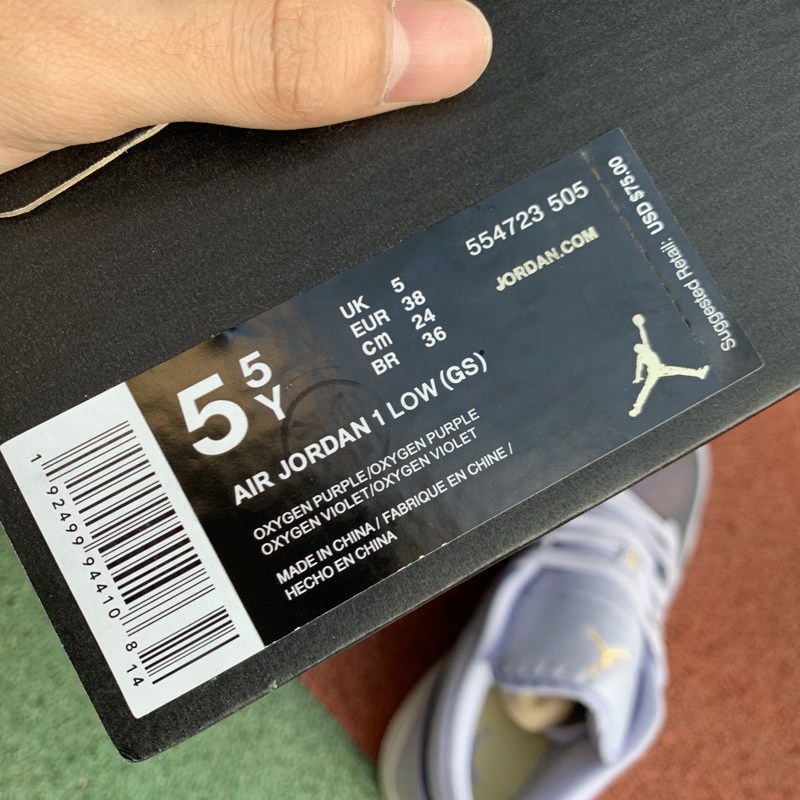 554723 505
JORDAN.COM
Suggested Retail: USD $75.00
UK 5
EUR 38
cm 24
BR 36
5 5 Y
AIR JORDAN 1 LOW (GS)
OXYGEN PURPLE/OXYGEN PURPLE
OXYGEN VIOLET/OXYGEN VIOLET
MADE IN CHINA / FABRIQUE EN CHINE /
HECHO EN CHINA
1 92499 94410 8 14